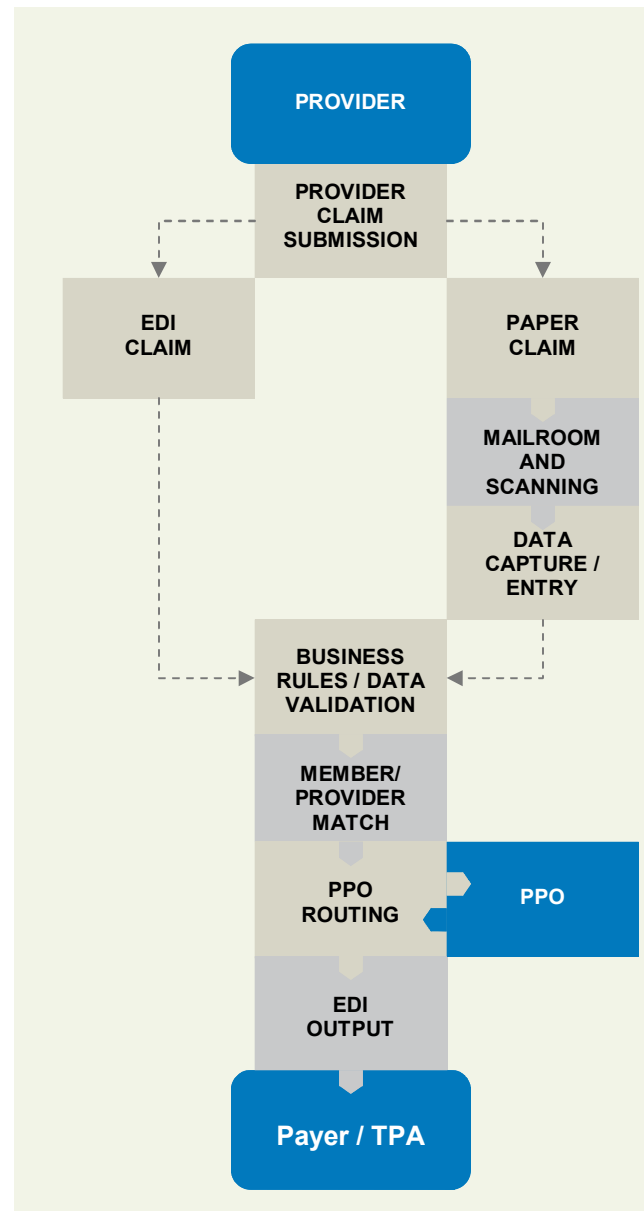 PROVIDER
PROVIDER
CLAIM
SUBMISSION
EDI
CLAIM
PAPER
CLAIM
MAILROOM
AND
SCANNING
DATA
CAPTURE /
ENTRY
BUSINESS
RULES / DATA
VALIDATION
MEMBER/
PROVIDER
MATCH
PPO
ROUTING
PPO
EDI
OUTPUT
Payer / TPA